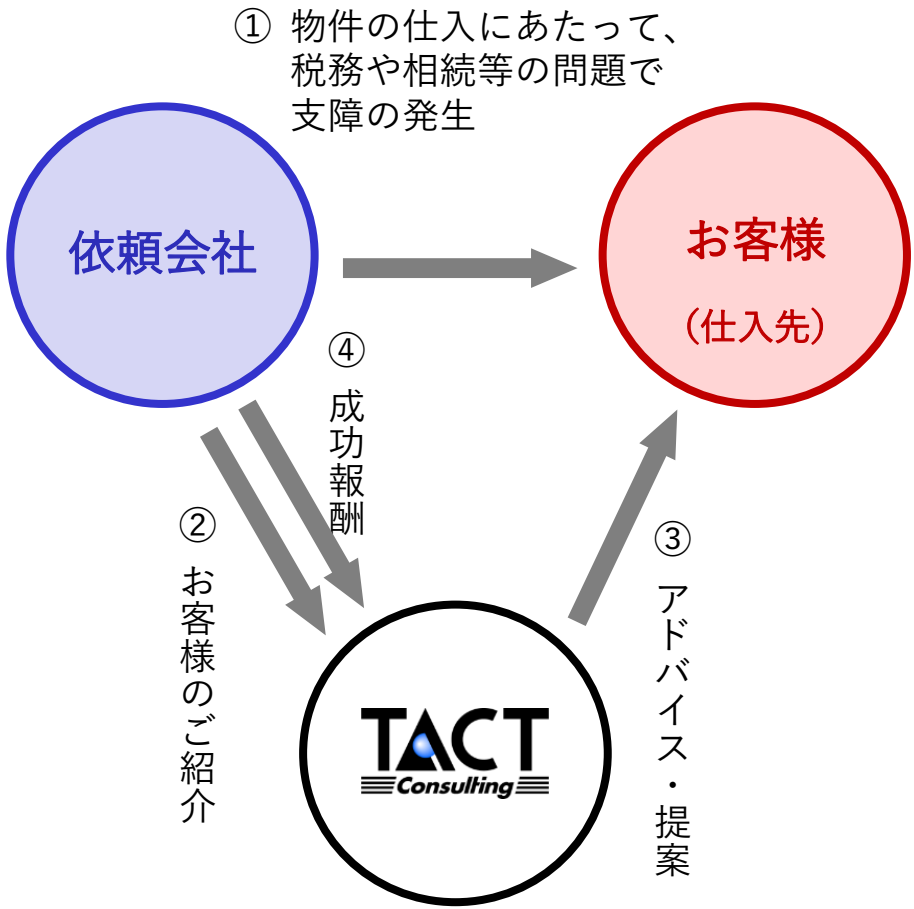 ① 物件の仕入にあたって、
税務や相続等の問題で
支障の発生
依頼会社
お客様
（仕入先）
④ 成功報酬
② お客様のご紹介
③ アドバイス・提案
TACT
Consulting